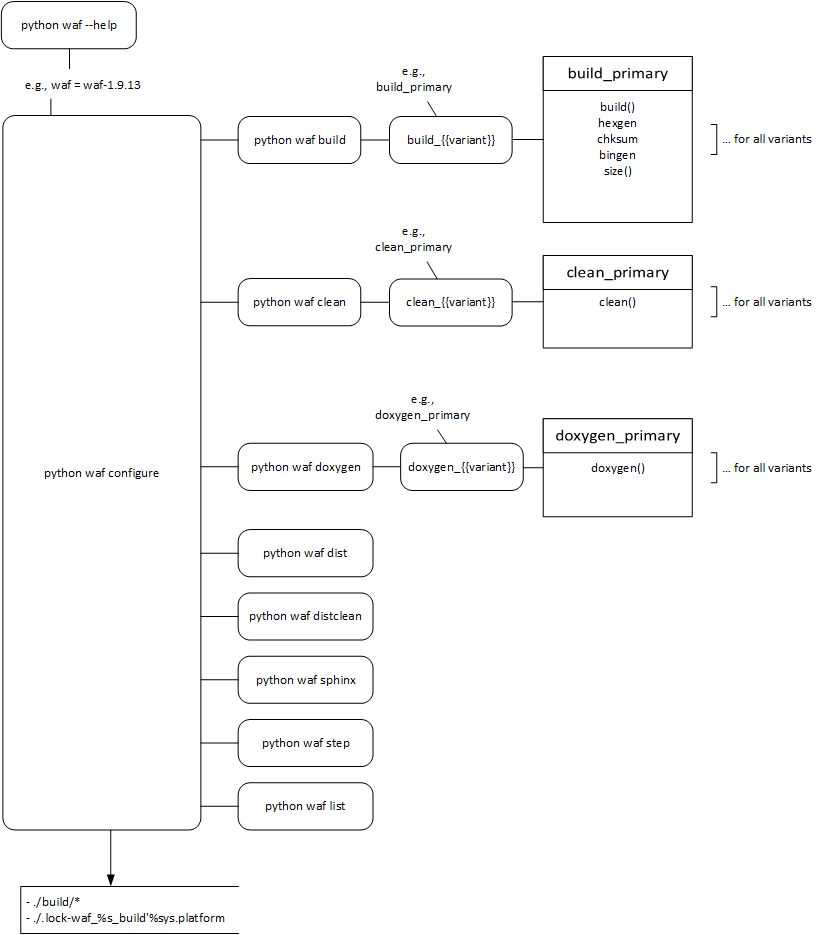 python waf --help
e.g., waf = waf-1.9.13
python waf configure
python waf build
e.g.,
build_primary
build_{{variant}}
build_primary
build()
hexgen
chksum
bingen
size()
... for all variants
python waf clean
e.g.,
clean_primary
clean_{{variant}}
clean_primary
clean()
... for all variants
python waf doxygen
e.g.,
doxygen_primary
doxygen_{{variant}}
doxygen_primary
doxygen()
... for all variants
python waf dist
python waf distclean
python waf sphinx
python waf step
python waf list
- ./build/*
- ./.lock-waf_%s_build'%sys.platform